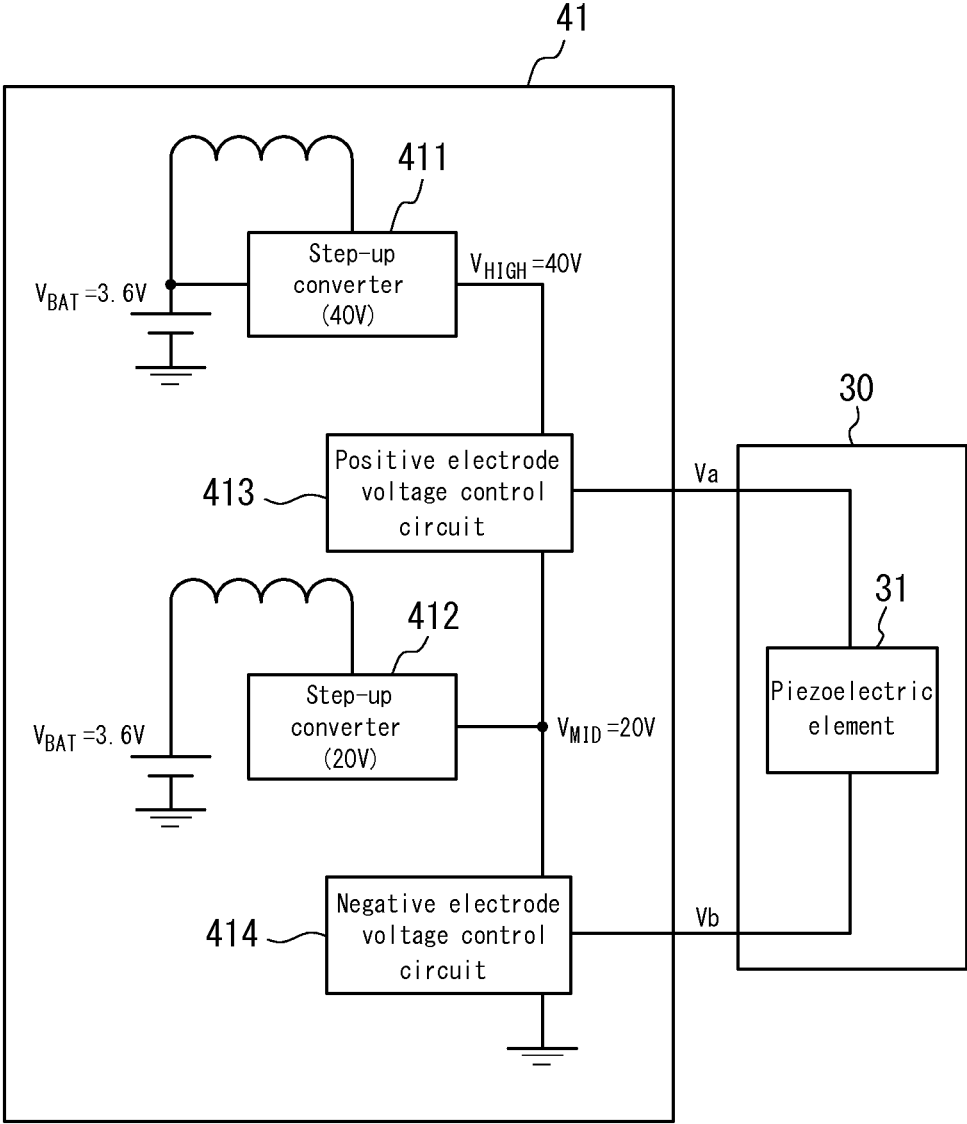 41
411
Step-up
converter
(40V)
V_HIGH=40V
V_BAT=3.6V
30
Positive electrode
voltage control
circuit
413
Va
31
412
Step-up
converter
(20V)
V_BAT=3.6V
V_MID=20V
Piezoelectric
element
Negative electrode
voltage control
circuit
414
Vb